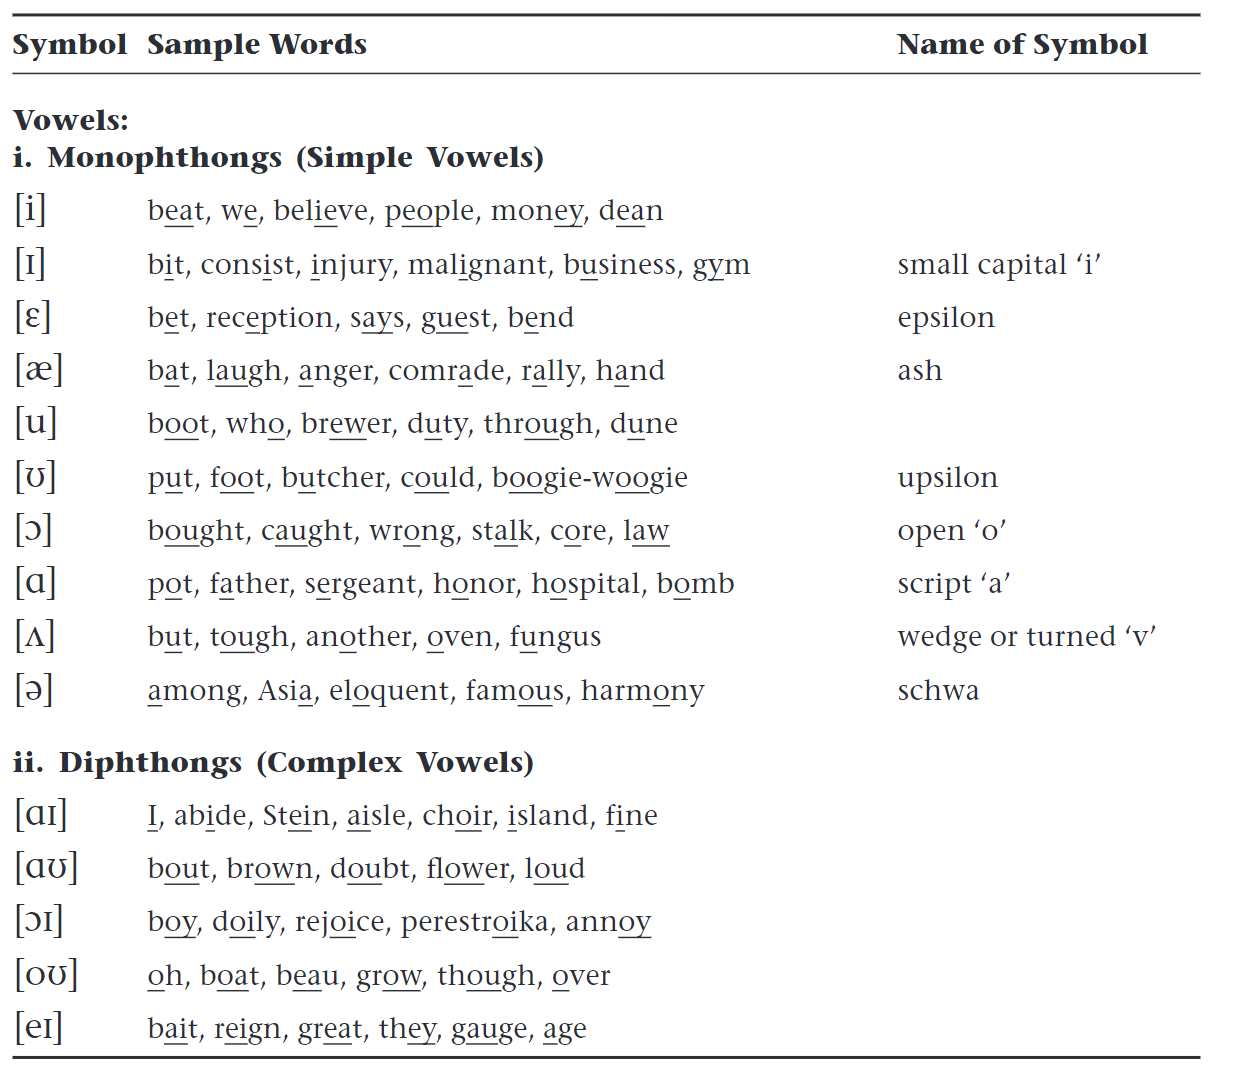 Symbol Sample Words Name of Symbol
Vowels:
i. Monophthongs (Simple Vowels)
[i] beat, we, believe, people, money, dean
[ɪ] bit, consist, injury, malignant, business, gym small capital ‘i’
[ɛ] bet, reception, says, guest, bend epsilon
[æ] bat, laugh, anger, comrade, rally, hand ash
[u] boot, who, brewer, duty, through, dune
[ʊ] put, foot, butcher, could, boogie-woogie upsilon
[ɔ] bought, caught, wrong, stalk, core, law open ‘o’
[ɑ] pot, father, sergeant, honor, hospital, bomb script ‘a’
[ʌ] but, tough, another, oven, fungus wedge or turned ‘v’
[ə] among, Asia, eloquent, famous, harmony schwa
ii. Diphthongs (Complex Vowels)
[ɑɪ] I, abide, Stein, aisle, choir, island, fine
[ɑʊ] bout, brown, doubt, flower, loud
[ɔɪ] boy, doily, rejoice, perestroika, annoy
[oʊ] oh, boat, beau, grow, though, over
[eɪ] bait, reign, great, they, gauge, age